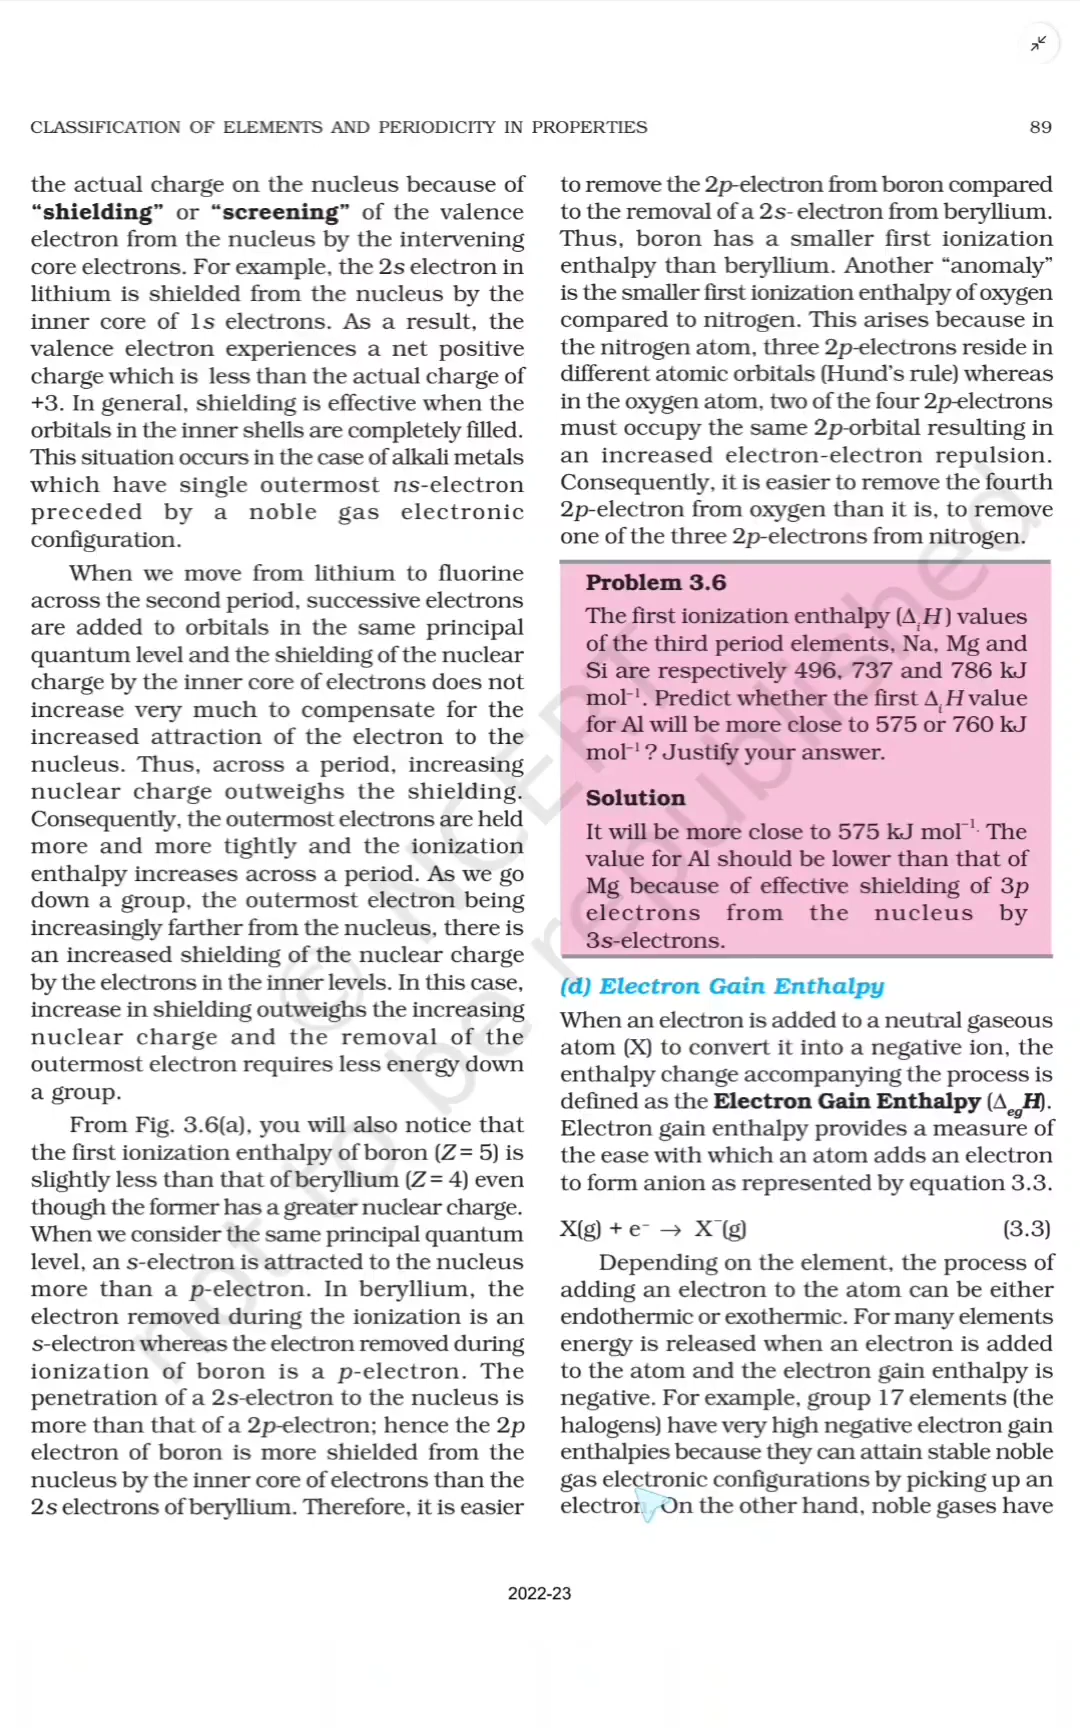 CLASSIFICATION OF ELEMENTS AND PERIODICITY IN PROPERTIES 89
the actual charge on the nucleus because of
“shielding” or “screening” of the valence
electron from the nucleus by the intervening
core electrons. For example, the 2s electron in
lithium is shielded from the nucleus by the
inner core of 1s electrons. As a result, the
valence electron experiences a net positive
charge which is less than the actual charge of
+3. In general, shielding is effective when the
orbitals in the inner shells are completely filled.
This situation occurs in the case of alkali metals
which have single outermost ns-electron
preceded by a noble gas electronic
configuration.
When we move from lithium to fluorine
across the second period, successive electrons
are added to orbitals in the same principal
quantum level and the shielding of the nuclear
charge by the inner core of electrons does not
increase very much to compensate for the
increased attraction of the electron to the
nucleus. Thus, across a period, increasing
nuclear charge outweighs the shielding.
Consequently, the outermost electrons are held
more and more tightly and the ionization
enthalpy increases across a period. As we go
down a group, the outermost electron being
increasingly farther from the nucleus, there is
an increased shielding of the nuclear charge
by the electrons in the inner levels. In this case,
increase in shielding outweighs the increasing
nuclear charge and the removal of the
outermost electron requires less energy down
a group.
From Fig. 3.6(a), you will also notice that
the first ionization enthalpy of boron (Z = 5) is
slightly less than that of beryllium (Z = 4) even
though the former has a greater nuclear charge.
When we consider the same principal quantum
level, an s-electron is attracted to the nucleus
more than a p-electron. In beryllium, the
electron removed during the ionization is an
s-electron whereas the electron removed during
ionization of boron is a p-electron. The
penetration of a 2s-electron to the nucleus is
more than that of a 2p-electron; hence the 2p
electron of boron is more shielded from the
nucleus by the inner core of electrons than the
2s electrons of beryllium. Therefore, it is easier
to remove the 2p-electron from boron compared
to the removal of a 2s- electron from beryllium.
Thus, boron has a smaller first ionization
enthalpy than beryllium. Another “anomaly”
is the smaller first ionization enthalpy of oxygen
compared to nitrogen. This arises because in
the nitrogen atom, three 2p-electrons reside in
different atomic orbitals (Hund’s rule) whereas
in the oxygen atom, two of the four 2p-electrons
must occupy the same 2p-orbital resulting in
an increased electron-electron repulsion.
Consequently, it is easier to remove the fourth
2p-electron from oxygen than it is, to remove
one of the three 2p-electrons from nitrogen.
Problem 3.6
The first ionization enthalpy (Δᵢ H ) values
of the third period elements, Na, Mg and
Si are respectively 496, 737 and 786 kJ
mol⁻¹. Predict whether the first Δᵢ H value
for Al will be more close to 575 or 760 kJ
mol⁻¹ ? Justify your answer.
Solution
It will be more close to 575 kJ mol⁻¹. The
value for Al should be lower than that of
Mg because of effective shielding of 3p
electrons from the nucleus by
3s-electrons.
(d) Electron Gain Enthalpy
When an electron is added to a neutral gaseous
atom (X) to convert it into a negative ion, the
enthalpy change accompanying the process is
defined as the Electron Gain Enthalpy (ΔegH).
Electron gain enthalpy provides a measure of
the ease with which an atom adds an electron
to form anion as represented by equation 3.3.
X(g) + e⁻ → X⁻(g) (3.3)
Depending on the element, the process of
adding an electron to the atom can be either
endothermic or exothermic. For many elements
energy is released when an electron is added
to the atom and the electron gain enthalpy is
negative. For example, group 17 elements (the
halogens) have very high negative electron gain
enthalpies because they can attain stable noble
gas electronic configurations by picking up an
electron. On the other hand, noble gases have
2022-23
© NCERT
not to be republished